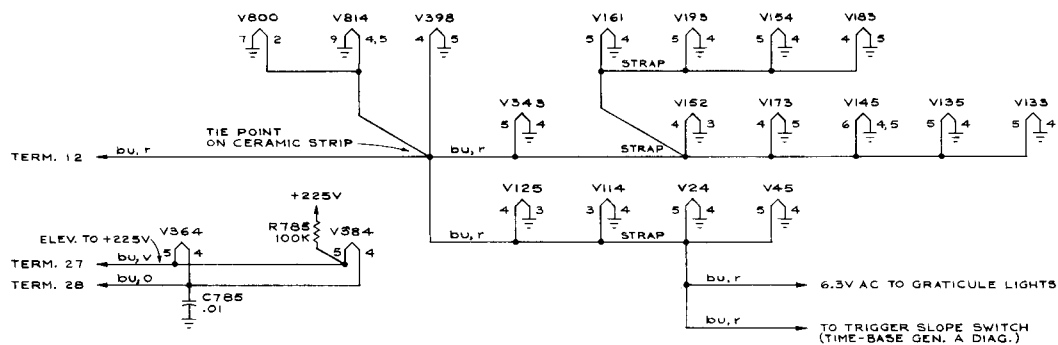 V800 V814 V398 V161 V193 V154 V183
7 2 9 4,5 4 5 5 4 5 4 5 4 4 5
STRAP
V343 V152 V173 V145 V135 V133
5 4 4 3 4 5 6 4,5 5 4 5 4
TIE POINT
ON CERAMIC STRIP
TERM. 12 bu,r bu,r STRAP
V125 V114 V24 V45
4 3 3 4 5 4 5 4
+225V
R785
100K
V364 V384
ELEV. TO +225V 5 4 5 4
bu,r STRAP
TERM. 27 bu,v
TERM. 28 bu,o
C785
.01
bu,r 6.3V AC TO GRATICULE LIGHTS
bu,r TO TRIGGER SLOPE SWITCH
(TIME-BASE GEN. A DIAG.)